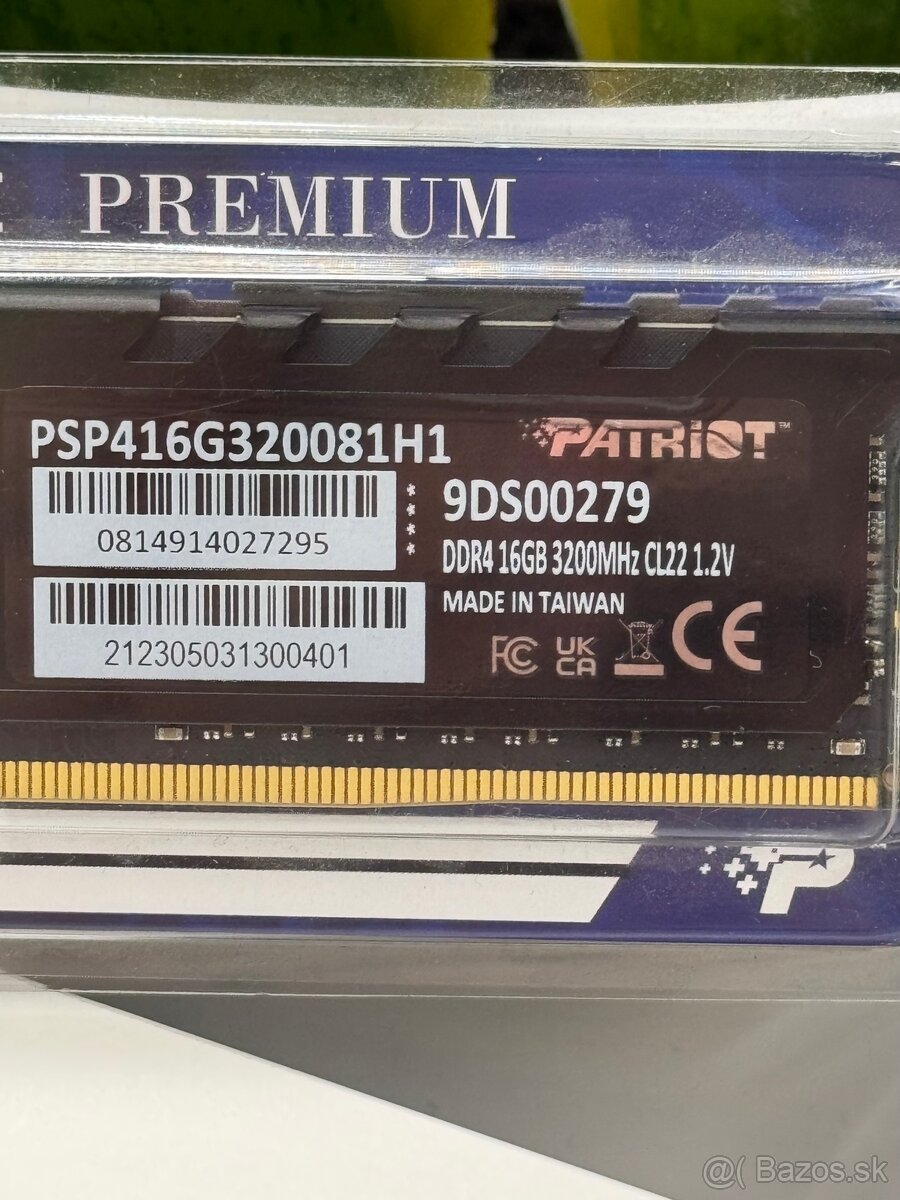 PREMIUM
PSP416G320081H1
PATRIOT™
0814914027295
****
9DS00279
DDR4 16GB 3200MHz CL22 1.2V
212305031300401
MADE IN TAIWAN
FC
UK
CA
CE
P
@( Bazos.sk